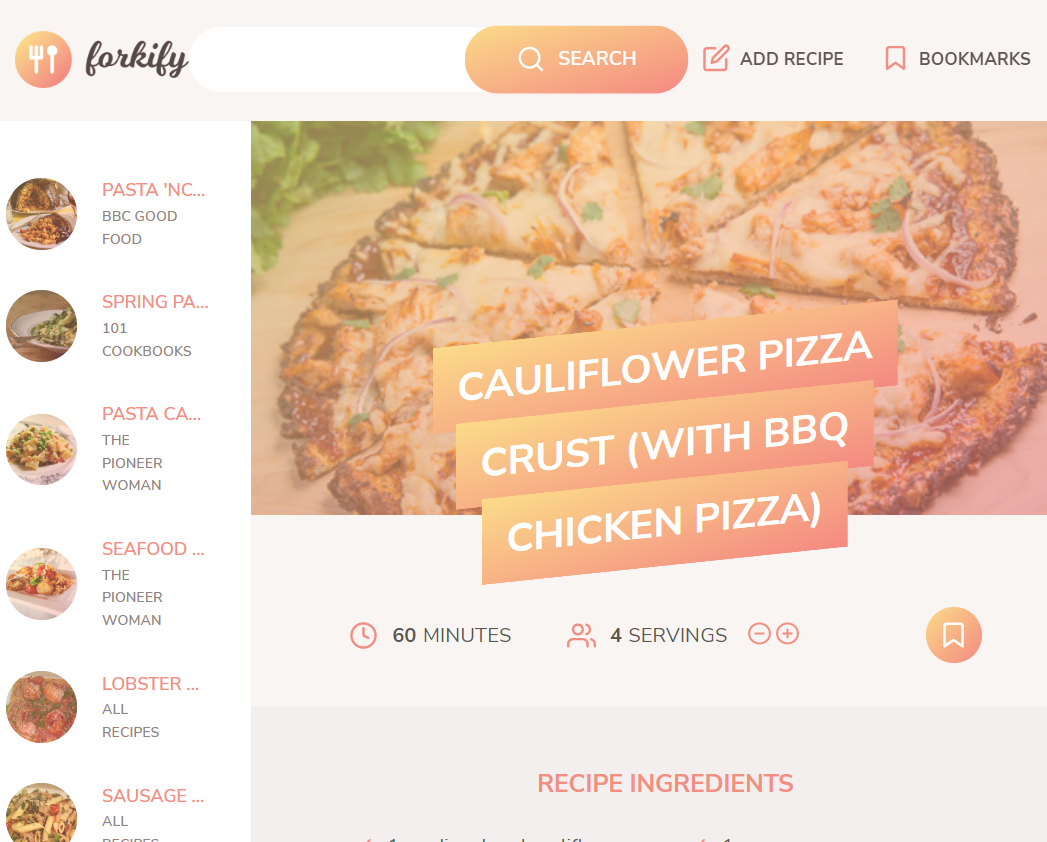 forkify
SEARCH
ADD RECIPE
BOOKMARKS
PASTA 'NC...
BBC GOOD
FOOD
SPRING PA...
101
COOKBOOKS
PASTA CA...
THE
PIONEER
WOMAN
SEAFOOD ...
THE
PIONEER
WOMAN
LOBSTER ...
ALL
RECIPES
SAUSAGE ...
ALL
RECIPES
CAULIFLOWER PIZZA
CRUST (WITH BBQ
CHICKEN PIZZA)
60 MINUTES
4 SERVINGS
RECIPE INGREDIENTS